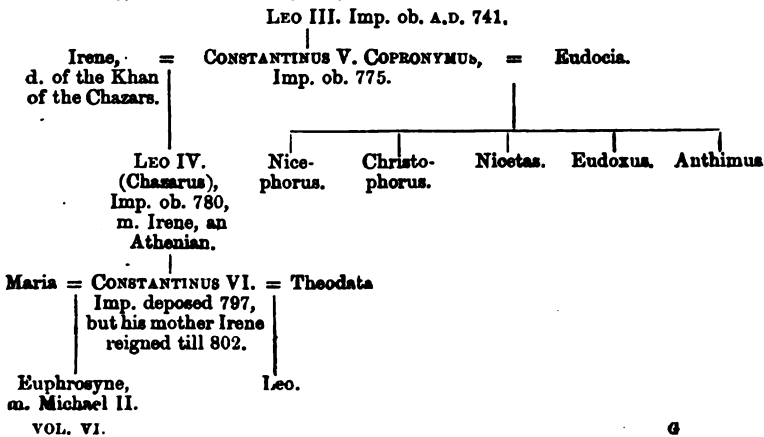 LEO III. Imp. ob. A.D. 741.
Irene, = CONSTANTINUS V. COPRONYMUS, = Eudocia.
d. of the Khan Imp. ob. 775.
of the Chazars.
LEO IV. Nice- Christo- Nicetas. Eudoxus. Anthimus
(Chazarus), phorus. phorus.
Imp. ob. 780,
m. Irene, an
Athenian.
Maria = CONSTANTINUS VI. = Theodata
Imp. deposed 797,
but his mother Irene
reigned till 802.
Euphrosyne, Leo.
m. Michael II.
VOL. VI. G